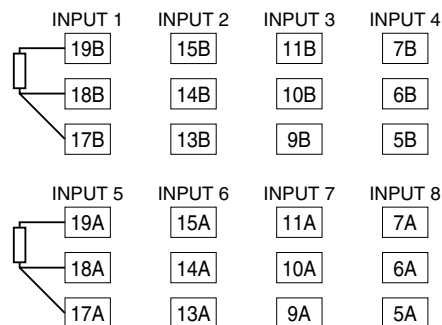 INPUT 1 INPUT 2 INPUT 3 INPUT 4
19B 15B 11B 7B
18B 14B 10B 6B
17B 13B 9B 5B
INPUT 5 INPUT 6 INPUT 7 INPUT 8
19A 15A 11A 7A
18A 14A 10A 6A
17A 13A 9A 5A